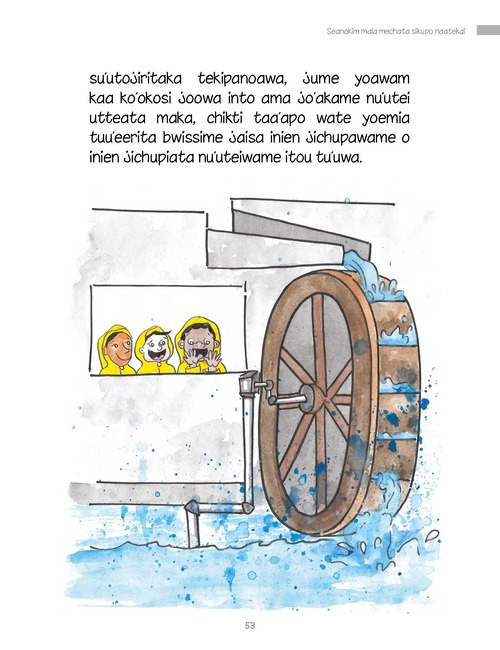 Seanokim mala mechata sikupo naatekai
su'utojiritaka tekipanoawa, jume yoawam
kaa ko'okosi joowa into ama jo'akame nu'utei
utteata maka, chikti taa'apo wate yoemia
tuu'eerita bwissime jaisa inien jichupawame o
inien jichupiata nu'uteiwame itou tu'uwa.
53